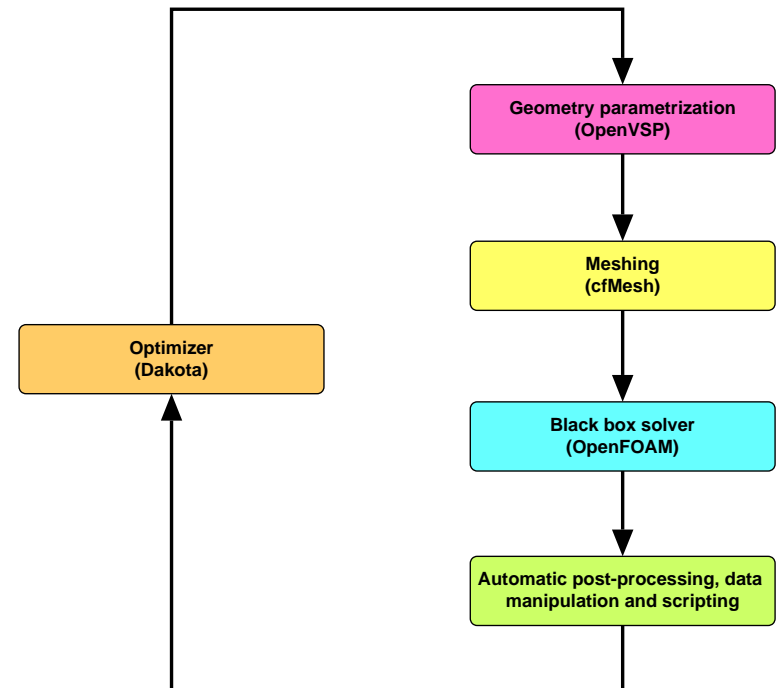 Geometry parametrization
(OpenVSP)
Meshing
(cfMesh)
Optimizer
(Dakota)
Black box solver
(OpenFOAM)
Automatic post-processing, data
manipulation and scripting